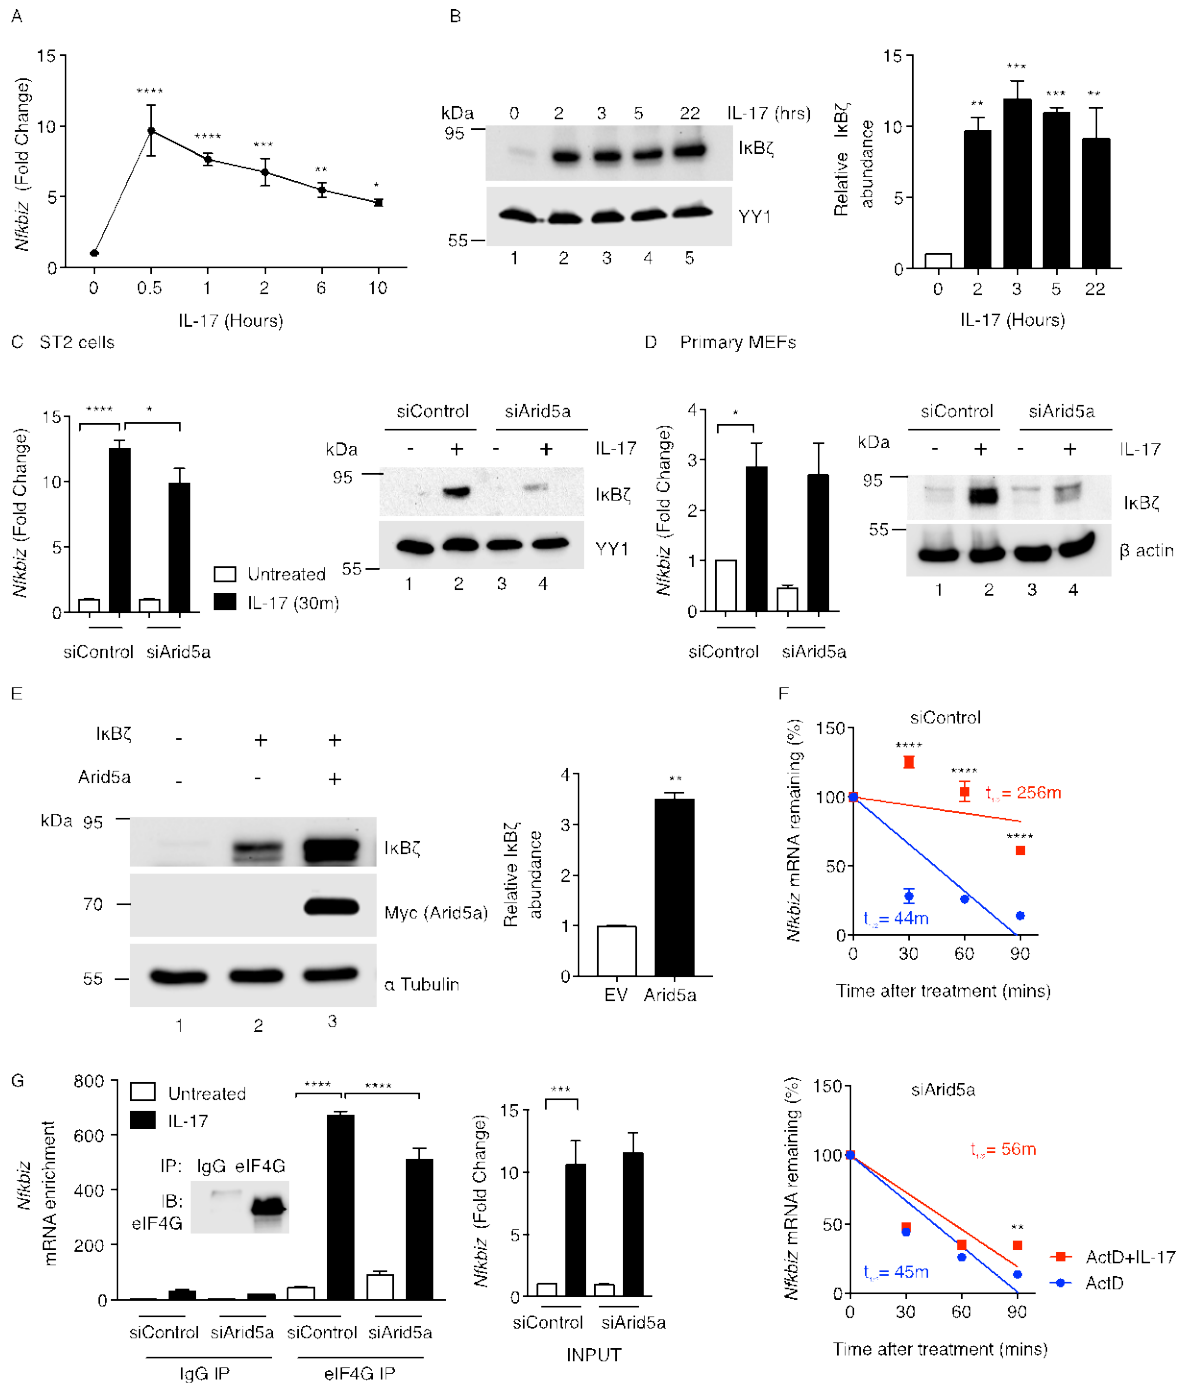 A
15
10
5
0
Nfkbiz (Fold Change)
****
****
***
**
*
0 0.5 1 2 6 10
IL-17 (Hours)
B
kDa 0 2 3 5 22 IL-17 (hrs)
95
IκBζ
YY1
55
1 2 3 4 5
15
10
5
0
Relative IκBζ
abundance
** *** *** **
0 2 3 5 22
IL-17 (Hours)
C ST2 cells
15
10
5
0
Nfkbiz (Fold Change)
**** *
Untreated
IL-17 (30m)
siControl siArid5a
siControl siArid5a
kDa - + - + IL-17
95
IκBζ
YY1
55
1 2 3 4
D Primary MEFs
4
3
2
1
0
Nfkbiz (Fold Change)
*
siControl siArid5a
siControl siArid5a
kDa - + - + IL-17
95
IκBζ
55
β actin
1 2 3 4
E
IκBζ - + +
Arid5a - - +
kDa
95
IκBζ
70
Myc (Arid5a)
55
α Tubulin
1 2 3
4
3
2
1
0
Relative IκBζ
abundance
**
EV Arid5a
F
siControl
150
100
50
0
Nfkbiz mRNA remaining (%)
****
****
****
t1/2= 256m
t1/2= 44m
0 30 60 90
Time after treatment (mins)
siArid5a
150
100
50
0
Nfkbiz mRNA remaining (%)
t1/2= 56m
**
t1/2= 45m
ActD+IL-17
ActD
0 30 60 90
Time after treatment (mins)
G
800
600
400
200
0
Nfkbiz
mRNA enrichment
Untreated
IL-17
**** ****
IP: IgG eIF4G
IB:
eIF4G
siControl siArid5a siControl siArid5a
IgG IP eIF4G IP
15
10
5
0
Nfkbiz (Fold Change)
***
siControl siArid5a
INPUT